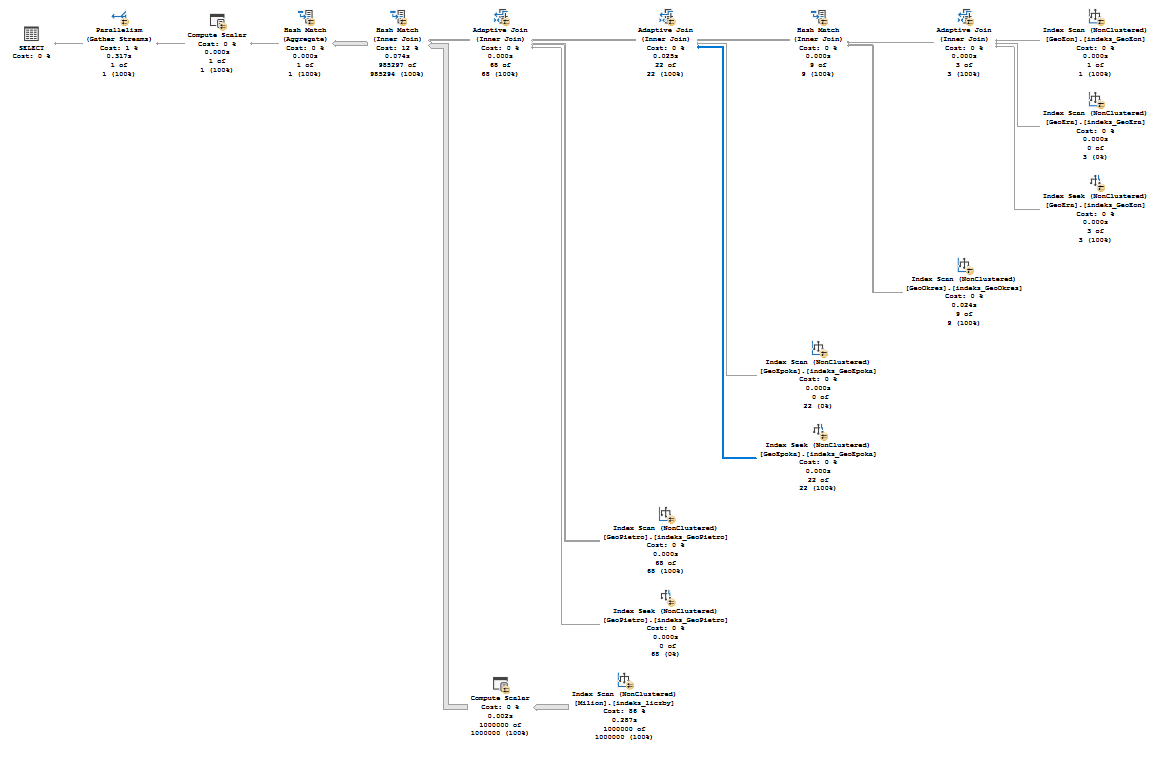 SELECT
Cost: 0 %
Parallelism
(Gather Streams)
Cost: 1 %
0.317s
1 of
1 (100%)
Compute Scalar
Cost: 0 %
0.000s
1 of
1 (100%)
Hash Match
(Aggregate)
Cost: 0 %
0.000s
1 of
1 (100%)
Hash Match
(Inner Join)
Cost: 12 %
0.074s
985297 of
985294 (100%)
Adaptive Join
(Inner Join)
Cost: 0 %
0.000s
68 of
68 (100%)
Adaptive Join
(Inner Join)
Cost: 0 %
0.025s
22 of
22 (100%)
Hash Match
(Inner Join)
Cost: 0 %
0.000s
9 of
9 (100%)
Adaptive Join
(Inner Join)
Cost: 0 %
0.000s
3 of
3 (100%)
Index Scan (NonClustered)
[GeoEon].[indeks_GeoEon]
Cost: 0 %
0.000s
1 of
1 (100%)
Index Scan (NonClustered)
[GeoEra].[indeks_GeoEra]
Cost: 0 %
0.000s
0 of
3 (0%)
Index Seek (NonClustered)
[GeoEra].[indeks_GeoEon]
Cost: 0 %
0.000s
3 of
3 (100%)
Index Scan (NonClustered)
[GeoOkres].[indeks_GeoOkres]
Cost: 0 %
0.024s
9 of
9 (100%)
Index Scan (NonClustered)
[GeoEpoka].[indeks_GeoEpoka]
Cost: 0 %
0.000s
0 of
22 (0%)
Index Seek (NonClustered)
[GeoEpoka].[indeks_GeoEpoka]
Cost: 0 %
0.000s
22 of
22 (100%)
Index Scan (NonClustered)
[GeoPietro].[indeks_GeoPietro]
Cost: 0 %
0.000s
68 of
68 (100%)
Index Seek (NonClustered)
[GeoPietro].[indeks_GeoPietro]
Cost: 0 %
0.000s
0 of
68 (0%)
Compute Scalar
Cost: 0 %
0.002s
1000000 of
1000000 (100%)
Index Scan (NonClustered)
[Milion].[indeks_liczby]
Cost: 86 %
0.287s
1000000 of
1000000 (100%)